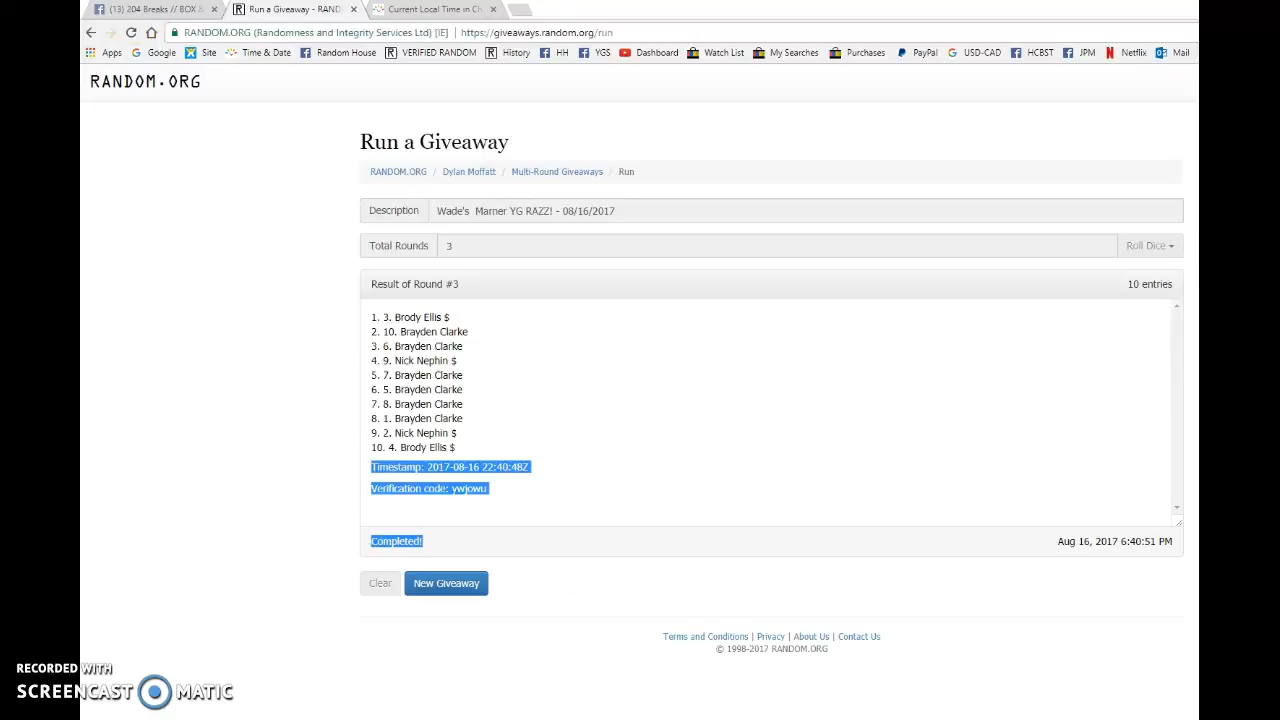 (13) 204 Breaks // BOX &
Run a Giveaway - RAND
Current Local Time in Ch
RANDOM.ORG (Randomness and Integrity Services Ltd) [IE] https://giveaways.random.org/run
Apps Google Site Time & Date Random House VERIFIED RANDOM History HH YGS Dashboard Watch List My Searches Purchases PayPal USD-CAD HCBST JPM Netflix Mail
RANDOM.ORG
Run a Giveaway
RANDOM.ORG / Dylan Moffatt / Multi-Round Giveaways / Run
Description Wade's Marner YG RAZZ! - 08/16/2017
Total Rounds 3 Roll Dice
Result of Round #3 10 entries
1. 3. Brody Ellis $
2. 10. Brayden Clarke
3. 6. Brayden Clarke
4. 9. Nick Nephin $
5. 7. Brayden Clarke
6. 5. Brayden Clarke
7. 8. Brayden Clarke
8. 1. Brayden Clarke
9. 2. Nick Nephin $
10. 4. Brody Ellis $
Timestamp: 2017-08-16 22:40:48Z
Verification code: ywjowu
Completed! Aug 16, 2017 6:40:51 PM
Clear New Giveaway
Terms and Conditions | Privacy | About Us | Contact Us
© 1998-2017 RANDOM.ORG
RECORDED WITH
SCREENCAST MATIC